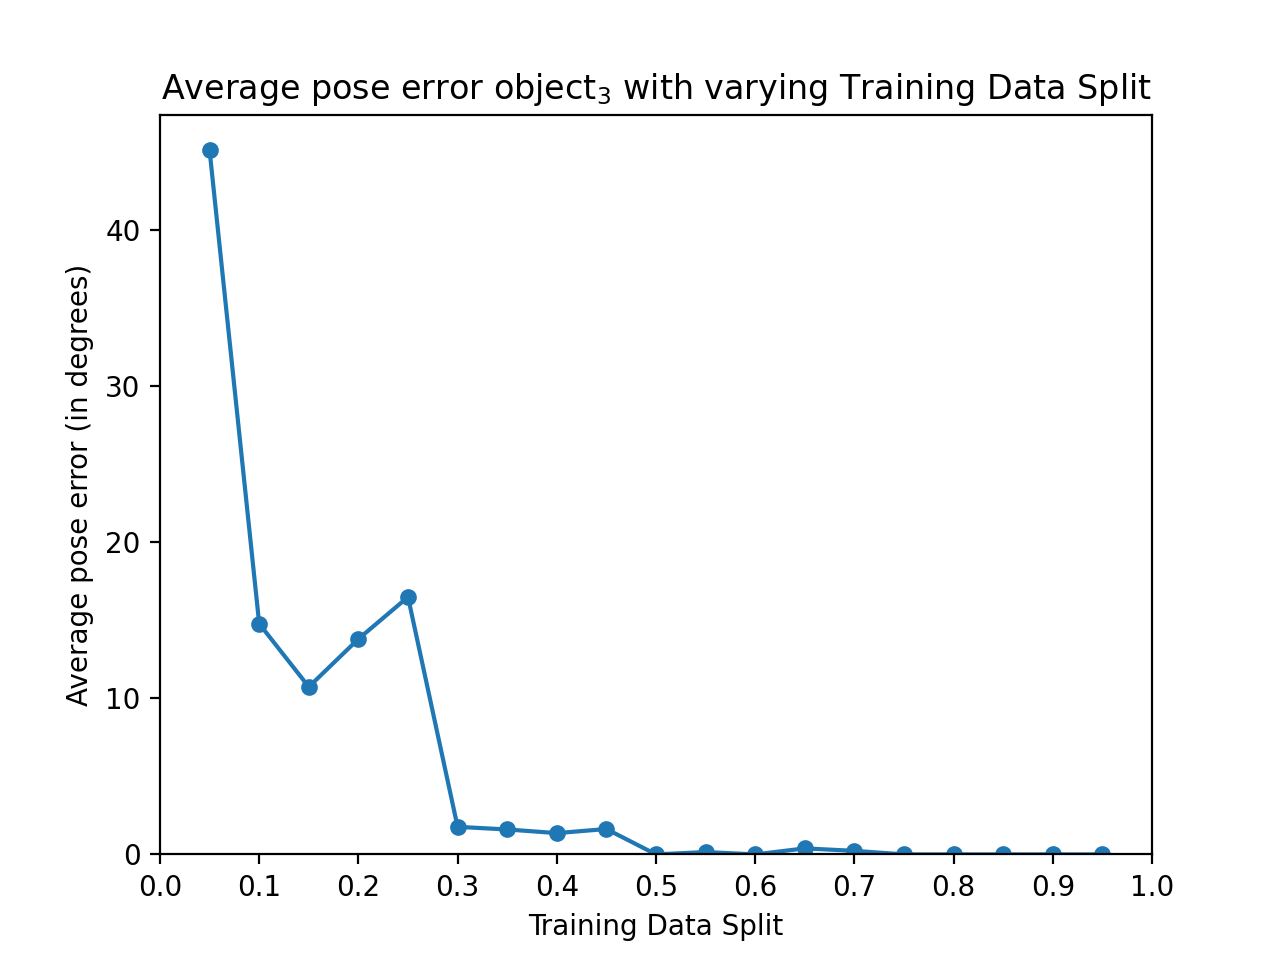 Average pose error object₃ with varying Training Data Split
Average pose error (in degrees)
40
30
20
10
0
0.0 0.1 0.2 0.3 0.4 0.5 0.6 0.7 0.8 0.9 1.0
Training Data Split